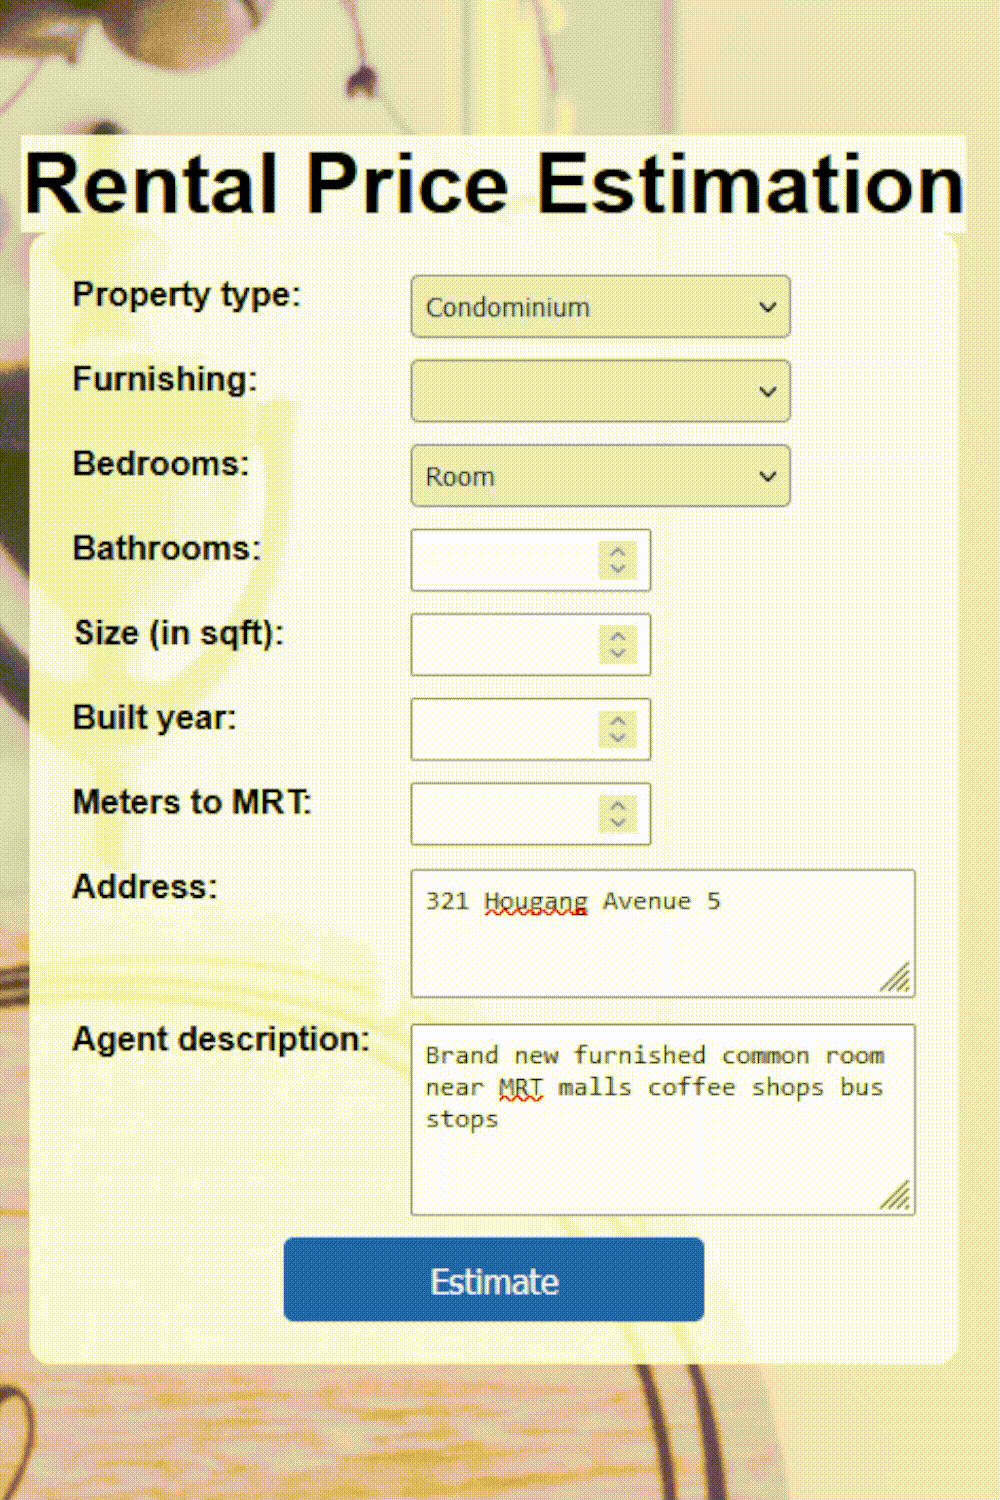 Rental Price Estimation
Property type:
Condominium
Furnishing:
Bedrooms:
Room
Bathrooms:
Size (in sqft):
Built year:
Meters to MRT:
Address:
321 Hougang Avenue 5
Agent description:
Brand new furnished common room
near MRT malls coffee shops bus
stops
Estimate